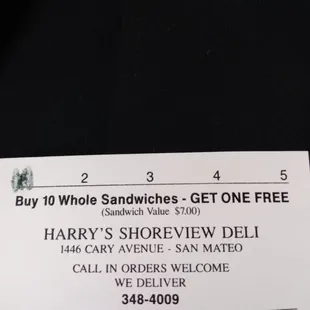 2 3 4 5
Buy 10 Whole Sandwiches - GET ONE FREE
(Sandwich Value $7.00)
HARRY'S SHOREVIEW DELI
1446 CARY AVENUE - SAN MATEO
CALL IN ORDERS WELCOME
WE DELIVER
348-4009